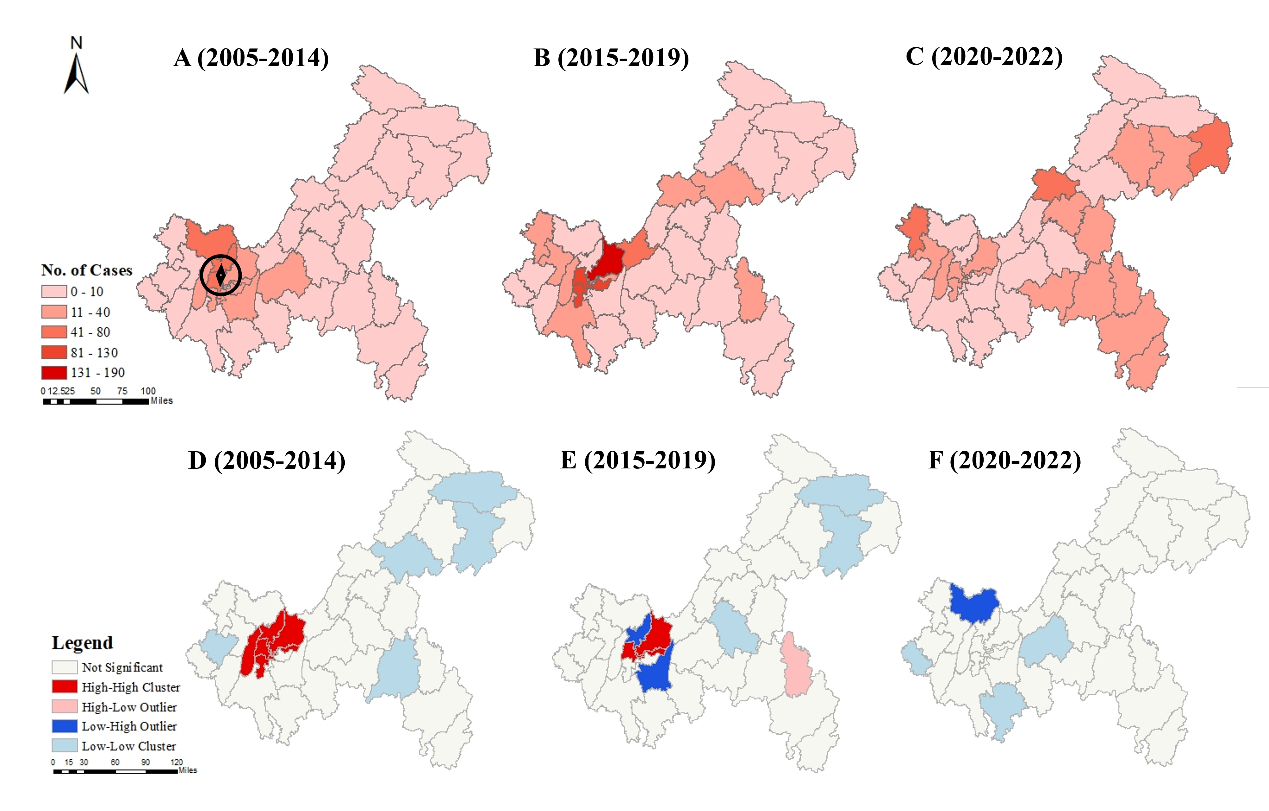 N
A (2005-2014)
B (2015-2019)
C (2020-2022)
No. of Cases
0 - 10
11 - 40
41 - 80
81 - 130
131 - 190
0 12.525 50 75 100
Miles
D (2005-2014)
E (2015-2019)
F (2020-2022)
Legend
Not Significant
High-High Cluster
High-Low Outlier
Low-High Outlier
Low-Low Cluster
0 15 30 60 90 120
Miles